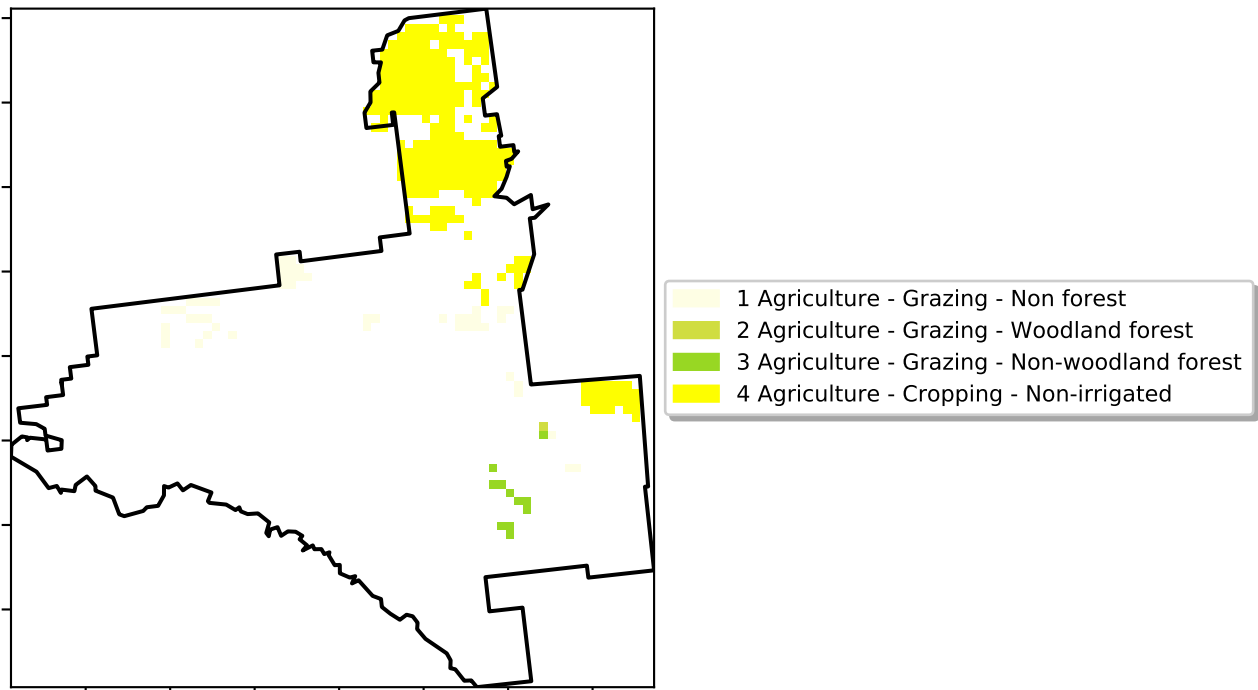 1 Agriculture - Grazing - Non forest
2 Agriculture - Grazing - Woodland forest
3 Agriculture - Grazing - Non-woodland forest
4 Agriculture - Cropping - Non-irrigated